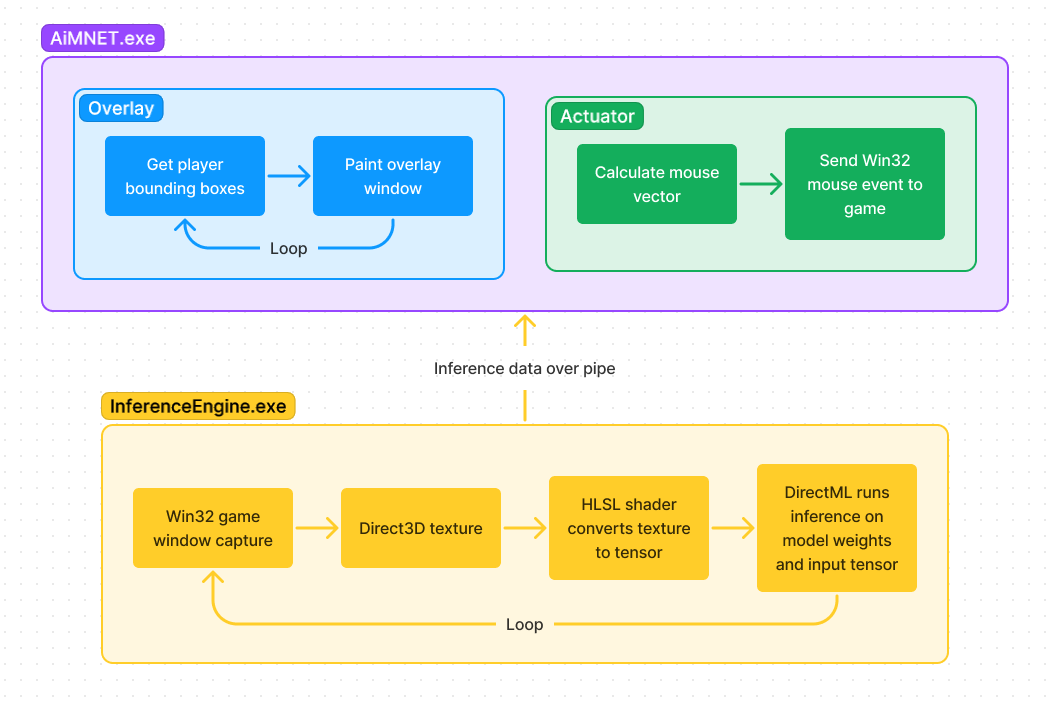 AiMNET.exe
Overlay
Get player
bounding boxes
Paint overlay
window
Loop
Actuator
Calculate mouse
vector
Send Win32
mouse event to
game
Inference data over pipe
InferenceEngine.exe
Win32 game
window capture
Direct3D texture
HLSL shader
converts texture
to tensor
DirectML runs
inference on
model weights
and input tensor
Loop